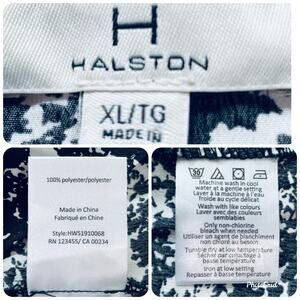 H
HALSTON
XL/TG
MADE IN
100% polyester/polyester
Made in China
Fabriqué en Chine
Style:HWS1910068
RN 123455/ CA 00234
Machine wash in cool
water at a gentle setting
Laver à la machine à l'eau
froide au cycle délicat
Wash with like colours
Laver avec des couleurs
semblables
Only non-chlorine
bleach when needed
Utiliser un agent de blanchiment
non chloré au besoin
Tumble dry at low temperature
Sécher par culbutage à
basse température
Iron at low setting
Repasser à basse température
PhotoGrid